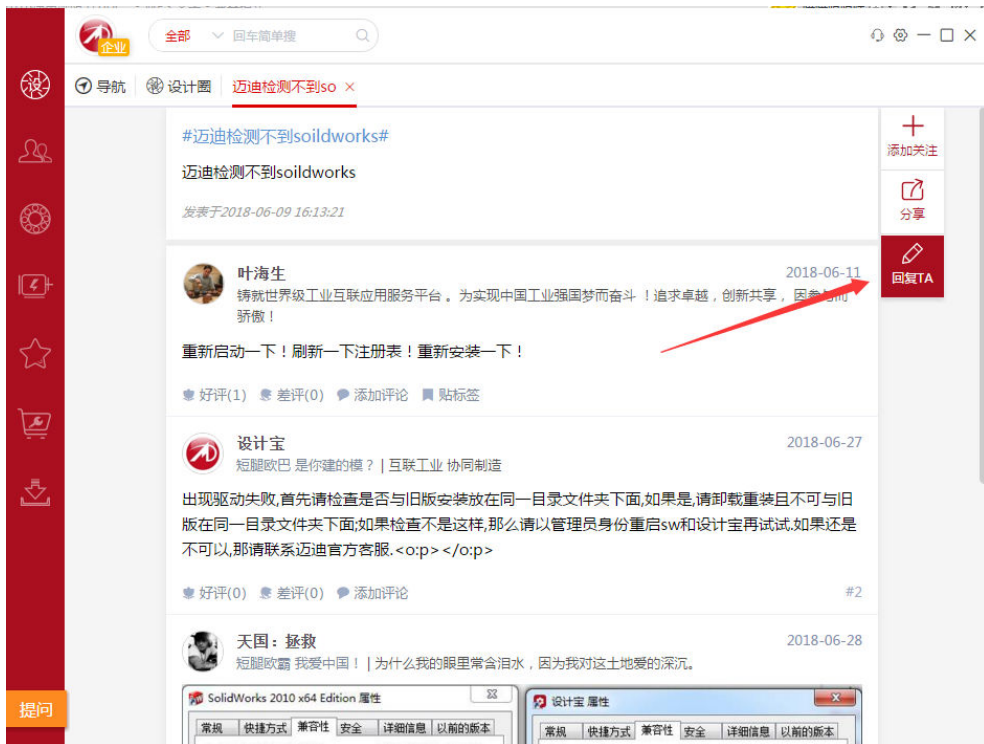 企业
全部
回车简单搜
设
导航
设计圈
迈迪检测不到so ×
#迈迪检测不到soildworks#
迈迪检测不到soildworks
发表于2018-06-09 16:13:21
添加关注
分享
回复TA
叶海生
2018-06-11
铸就世界级工业互联应用服务平台 。为实现中国工业强国梦而奋斗 ！追求卓越，创新共享， 因参与而
骄傲！
重新启动一下！刷新一下注册表！重新安装一下！
好评(1) 差评(0) 添加评论 贴标签
设计宝
2018-06-27
短腿欧巴 是你建的模？ | 互联工业 协同制造
出现驱动失败,首先请检查是否与旧版安装放在同一目录文件夹下面,如果是,请卸载重装且不可与旧
版在同一目录文件夹下面;如果检查不是这样,那么请以管理员身份重启sw和设计宝再试试.如果还是
不可以,那请联系迈迪官方客服.<o:p></o:p>
好评(0) 差评(0) 添加评论
#2
天国：拯救
2018-06-28
短腿欧霸 我爱中国！ | 为什么我的眼里常含泪水，因为我对这土地爱的深沉。
SolidWorks 2010 x64 Edition 属性
常规 快捷方式 兼容性 安全 详细信息 以前的版本
设计宝 属性
常规 快捷方式 兼容性 安全 详细信息 以前的版本
提问